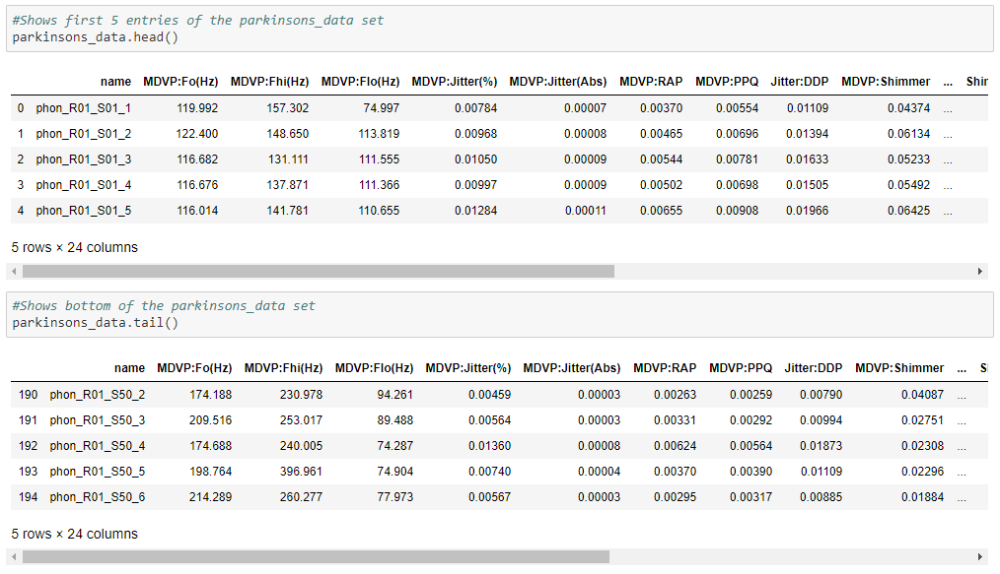 #Shows first 5 entries of the parkinsons_data set
parkinsons_data.head()
name MDVP:Fo(Hz) MDVP:Fhi(Hz) MDVP:Flo(Hz) MDVP:Jitter(%) MDVP:Jitter(Abs) MDVP:RAP MDVP:PPQ Jitter:DDP MDVP:Shimmer ... Shir
0 phon_R01_S01_1 119.992 157.302 74.997 0.00784 0.00007 0.00370 0.00554 0.01109 0.04374 ...
1 phon_R01_S01_2 122.400 148.650 113.819 0.00968 0.00008 0.00465 0.00696 0.01394 0.06134 ...
2 phon_R01_S01_3 116.682 131.111 111.555 0.01050 0.00009 0.00544 0.00781 0.01633 0.05233 ...
3 phon_R01_S01_4 116.676 137.871 111.366 0.00997 0.00009 0.00502 0.00698 0.01505 0.05492 ...
4 phon_R01_S01_5 116.014 141.781 110.655 0.01284 0.00011 0.00655 0.00908 0.01966 0.06425 ...
5 rows × 24 columns
#Shows bottom of the parkinsons_data set
parkinsons_data.tail()
name MDVP:Fo(Hz) MDVP:Fhi(Hz) MDVP:Flo(Hz) MDVP:Jitter(%) MDVP:Jitter(Abs) MDVP:RAP MDVP:PPQ Jitter:DDP MDVP:Shimmer ... S
190 phon_R01_S50_2 174.188 230.978 94.261 0.00459 0.00003 0.00263 0.00259 0.00790 0.04087 ...
191 phon_R01_S50_3 209.516 253.017 89.488 0.00564 0.00003 0.00331 0.00292 0.00994 0.02751 ...
192 phon_R01_S50_4 174.688 240.005 74.287 0.01360 0.00008 0.00624 0.00564 0.01873 0.02308 ...
193 phon_R01_S50_5 198.764 396.961 74.904 0.00740 0.00004 0.00370 0.00390 0.01109 0.02296 ...
194 phon_R01_S50_6 214.289 260.277 77.973 0.00567 0.00003 0.00295 0.00317 0.00885 0.01884 ...
5 rows × 24 columns